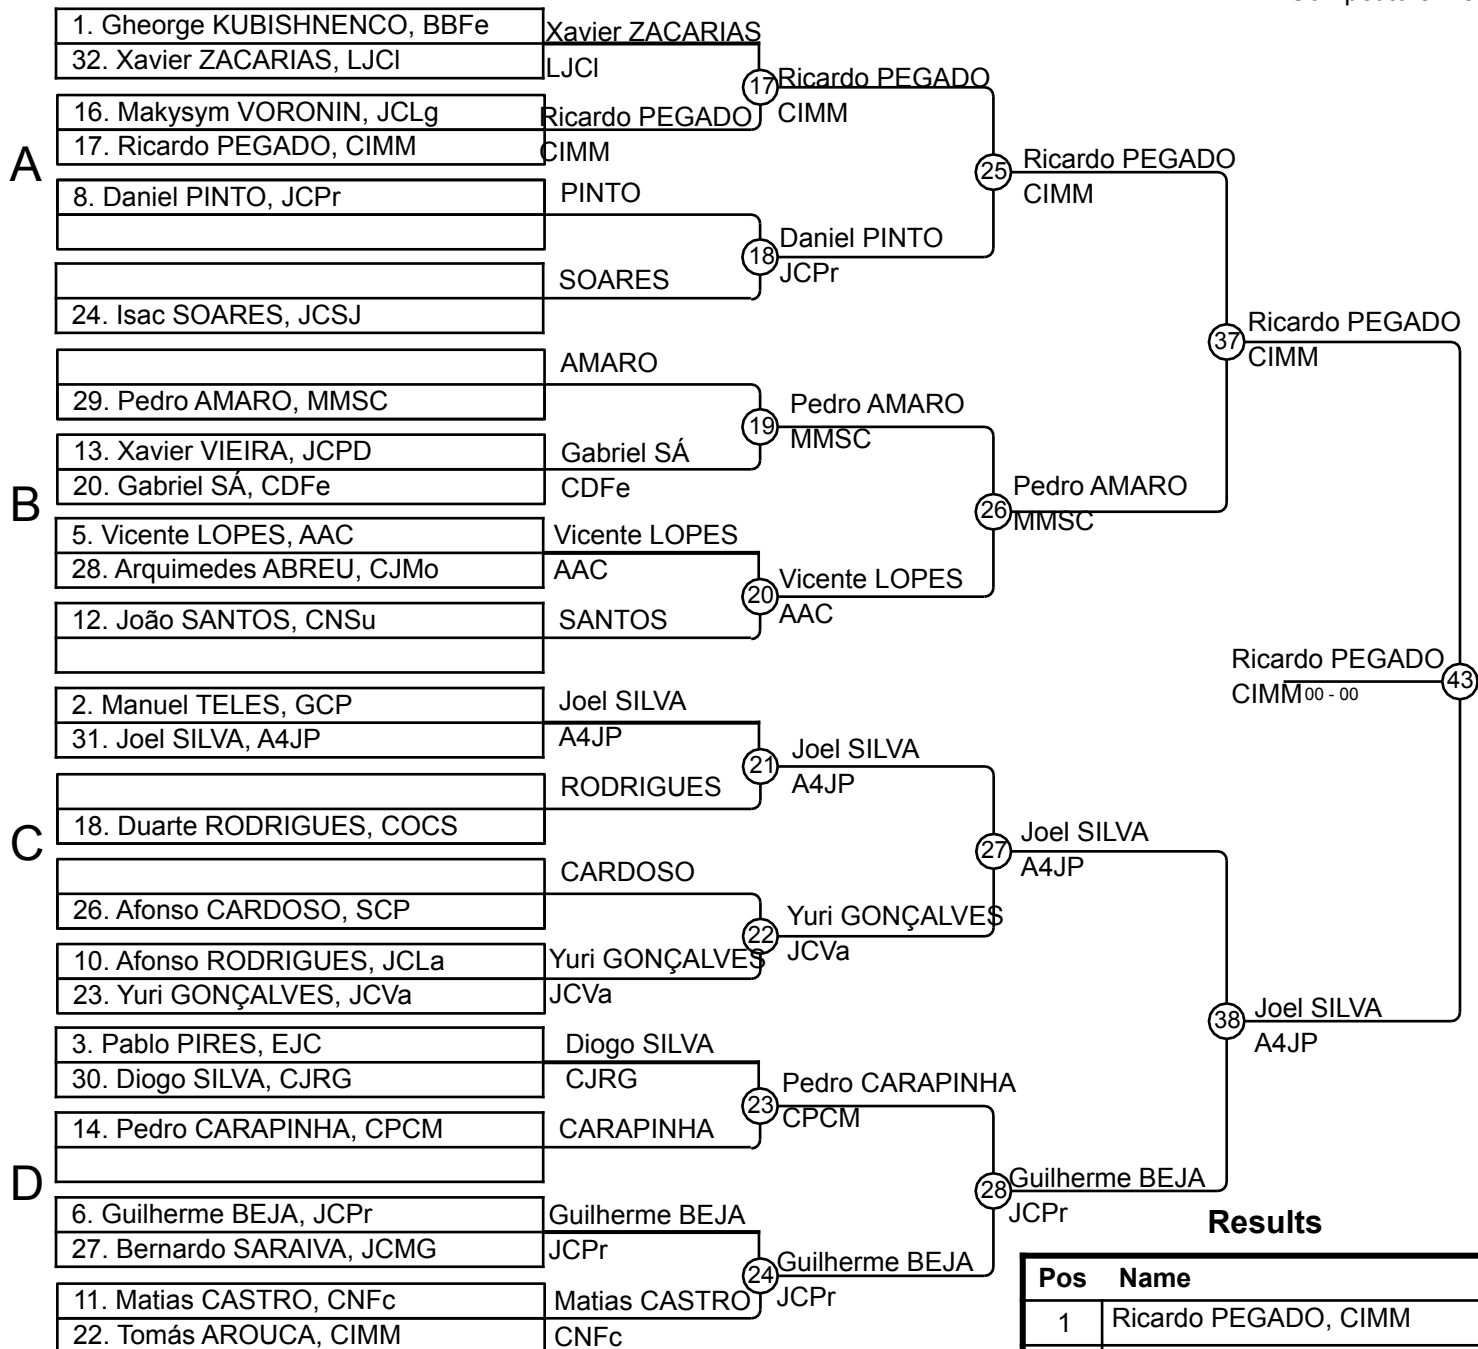 1. Gheorge KUBISHNENCO, BBFe
32. Xavier ZACARIAS, LJCl
16. Makysym VORONIN, JCLg
17. Ricardo PEGADO, CIMM
A
8. Daniel PINTO, JCPr
24. Isac SOARES, JCSJ
29. Pedro AMARO, MMSC
13. Xavier VIEIRA, JCPD
20. Gabriel SÁ, CDFe
B
5. Vicente LOPES, AAC
28. Arquimedes ABREU, CJMo
12. João SANTOS, CNSu
2. Manuel TELES, GCP
31. Joel SILVA, A4JP
18. Duarte RODRIGUES, COCS
C
26. Afonso CARDOSO, SCP
10. Afonso RODRIGUES, JCLa
23. Yuri GONÇALVES, JCVa
3. Pablo PIRES, EJC
30. Diogo SILVA, CJRG
14. Pedro CARAPINHA, CPCM
D
6. Guilherme BEJA, JCPr
27. Bernardo SARAIVA, JCMG
11. Matias CASTRO, CNFc
22. Tomás AROUCA, CIMM
Xavier ZACARIAS
LJCl
Ricardo PEGADO
CIMM
PINTO
SOARES
AMARO
Gabriel SÁ
CDFe
Vicente LOPES
AAC
SANTOS
Joel SILVA
A4JP
RODRIGUES
CARDOSO
Yuri GONÇALVES
JCVa
Diogo SILVA
CJRG
CARAPINHA
Guilherme BEJA
JCPr
Matias CASTRO
CNFc
17
Ricardo PEGADO
CIMM
18
Daniel PINTO
JCPr
19
Pedro AMARO
MMSC
20
Vicente LOPES
AAC
21
Joel SILVA
A4JP
22
Yuri GONÇALVES
JCVa
23
Pedro CARAPINHA
CPCM
24
Guilherme BEJA
JCPr
25
Ricardo PEGADO
CIMM
26
Pedro AMARO
MMSC
27
Joel SILVA
A4JP
28
Guilherme BEJA
JCPr
37
Ricardo PEGADO
CIMM
38
Joel SILVA
A4JP
Ricardo PEGADO
43
CIMM 00 - 00
Results
Pos Name
1 Ricardo PEGADO, CIMM